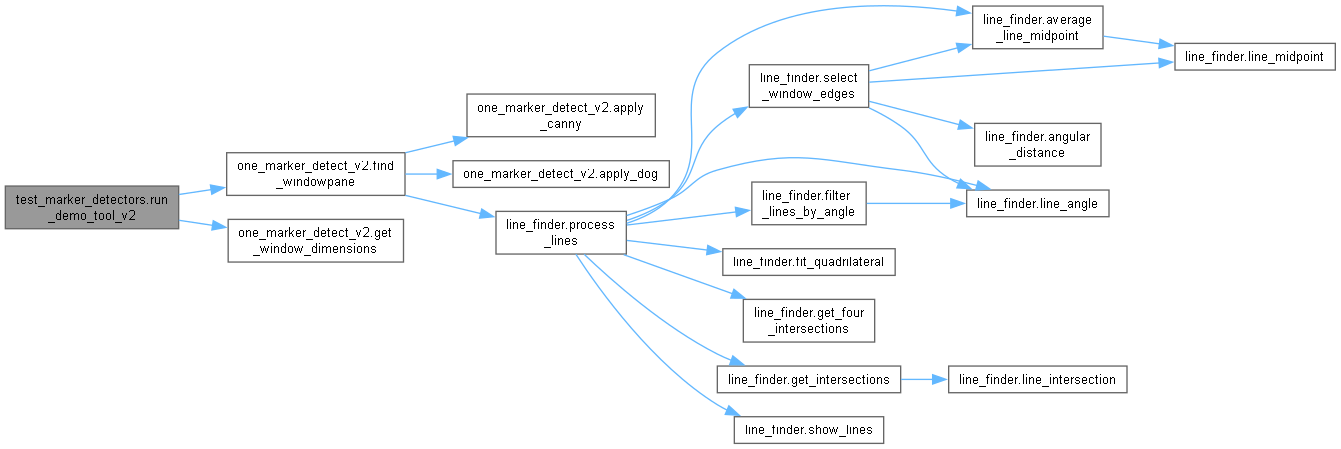 test_marker_detectors.run
_demo_tool_v2
one_marker_detect_v2.find
_windowpane
one_marker_detect_v2.get
_window_dimensions
one_marker_detect_v2.apply
_canny
one_marker_detect_v2.apply_dog
line_finder.process
_lines
line_finder.average
_line_midpoint
line_finder.line_midpoint
line_finder.select
_window_edges
line_finder.angular
_distance
line_finder.filter
_lines_by_angle
line_finder.line_angle
line_finder.fit_quadrilateral
line_finder.get_four
_intersections
line_finder.get_intersections
line_finder.line_intersection
line_finder.show_lines